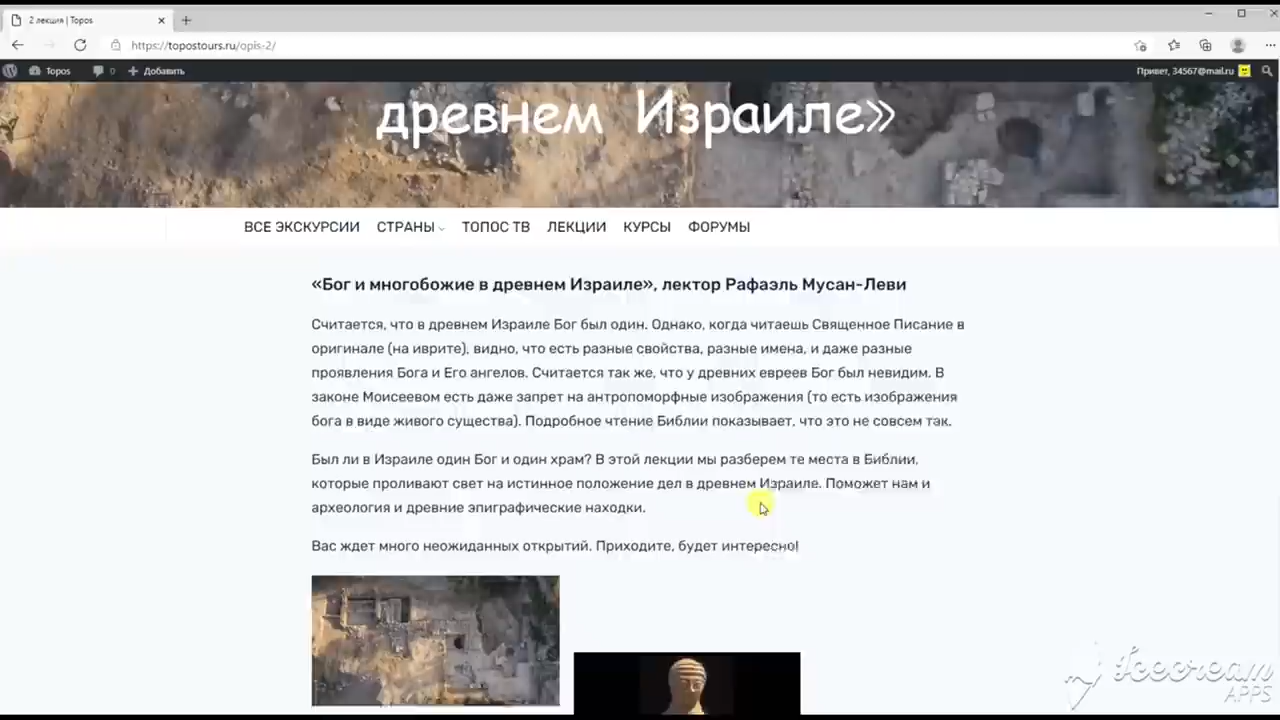 2 лекция | Topos
https://topostours.ru/opis-2/
Topos
0
Добавить
Привет, 34567@mail.ru
древнем Израиле»
ВСЕ ЭКСКУРСИИ СТРАНЫ ТОПОС ТВ ЛЕКЦИИ КУРСЫ ФОРУМЫ
«Бог и многобожие в древнем Израиле», лектор Рафаэль Мусан-Леви
Считается, что в древнем Израиле Бог был один. Однако, когда читаешь Священное Писание в
оригинале (на иврите), видно, что есть разные свойства, разные имена, и даже разные
проявления Бога и Его ангелов. Считается так же, что у древних евреев Бог был невидим. В
законе Моисеевом есть даже запрет на антропоморфные изображения (то есть изображения
бога в виде живого существа). Подробное чтение Библии показывает, что это не совсем так.
Был ли в Израиле один Бог и один храм? В этой лекции мы разберем те места в Библии,
которые проливают свет на истинное положение дел в древнем Израиле. Поможет нам и
археология и древние эпиграфические находки.
Вас ждет много неожиданных открытий. Приходите, будет интересно!
Icecream
APPS